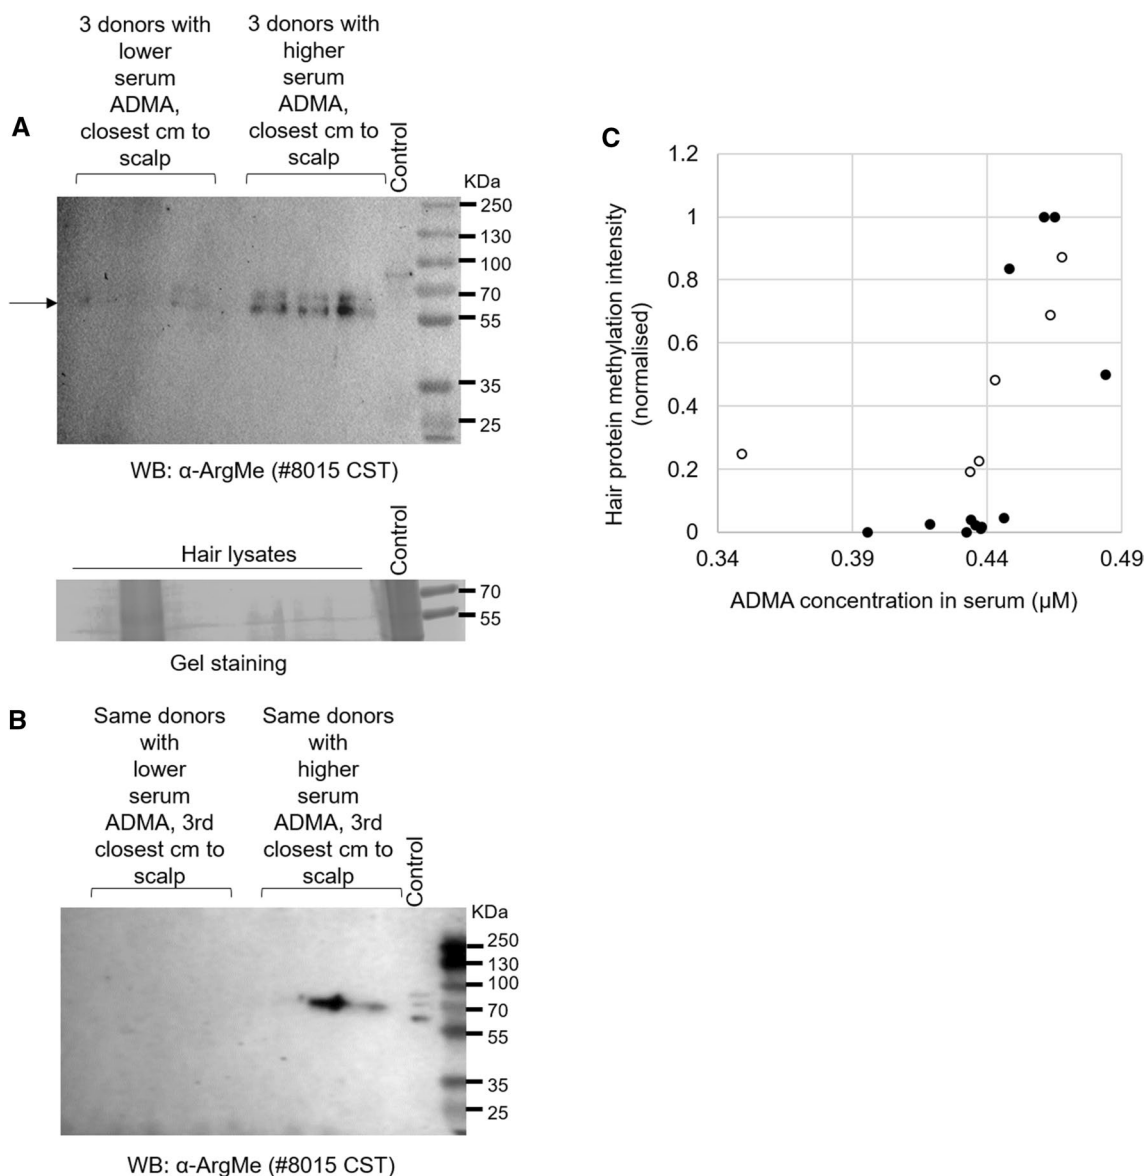 A
3 donors with
lower
serum
ADMA,
closest cm to
scalp
3 donors with
higher
serum
ADMA,
closest cm to
scalp
Control
KDa
250
130
100
70
55
35
25
WB: α-ArgMe (#8015 CST)
Hair lysates
Control
70
55
Gel staining
B
Same donors
with
lower
serum
ADMA, 3rd
closest cm to
scalp
Same donors
with
higher
serum
ADMA, 3rd
closest cm to
scalp
Control
KDa
250
130
100
70
55
35
25
WB: α-ArgMe (#8015 CST)
C
Hair protein methylation intensity
(normalised)
1.2
1
0.8
0.6
0.4
0.2
0
0.34 0.39 0.44 0.49
ADMA concentration in serum (µM)